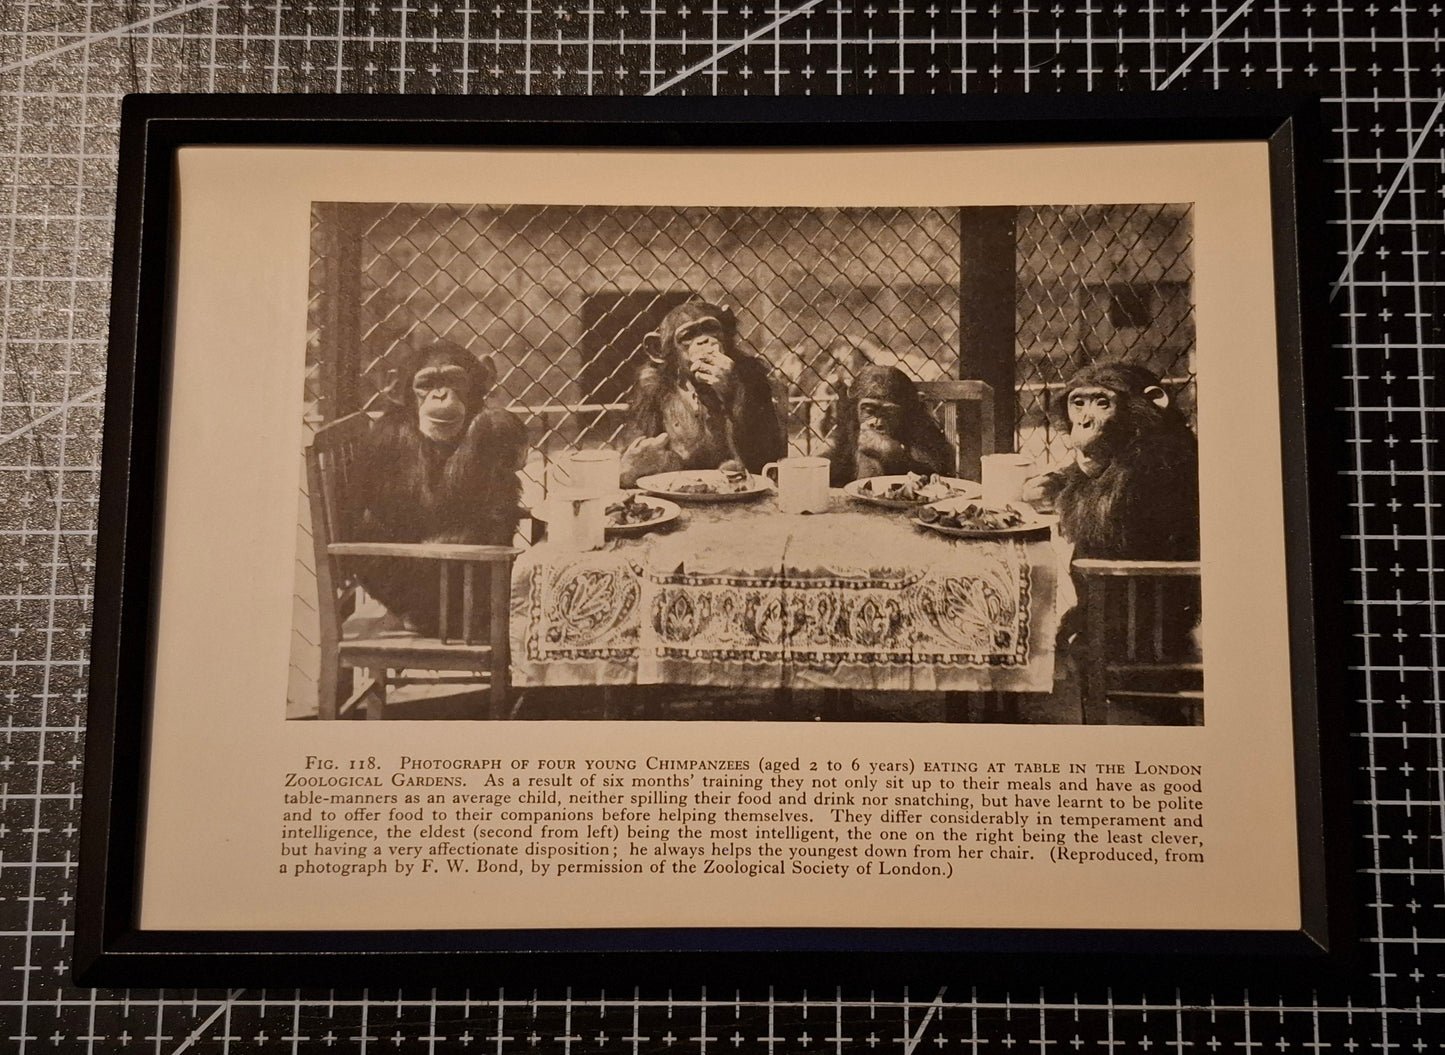 Fig. 118. Photograph of four young Chimpanzees (aged 2 to 6 years) eating at table in the London
Zoological Gardens. As a result of six months' training they not only sit up to their meals and have as good
table-manners as an average child, neither spilling their food and drink nor snatching, but have learnt to be polite
and to offer food to their companions before helping themselves. They differ considerably in temperament and
intelligence, the eldest (second from left) being the most intelligent, the one on the right being the least clever,
but having a very affectionate disposition; he always helps the youngest down from her chair. (Reproduced, from
a photograph by F. W. Bond, by permission of the Zoological Society of London.)